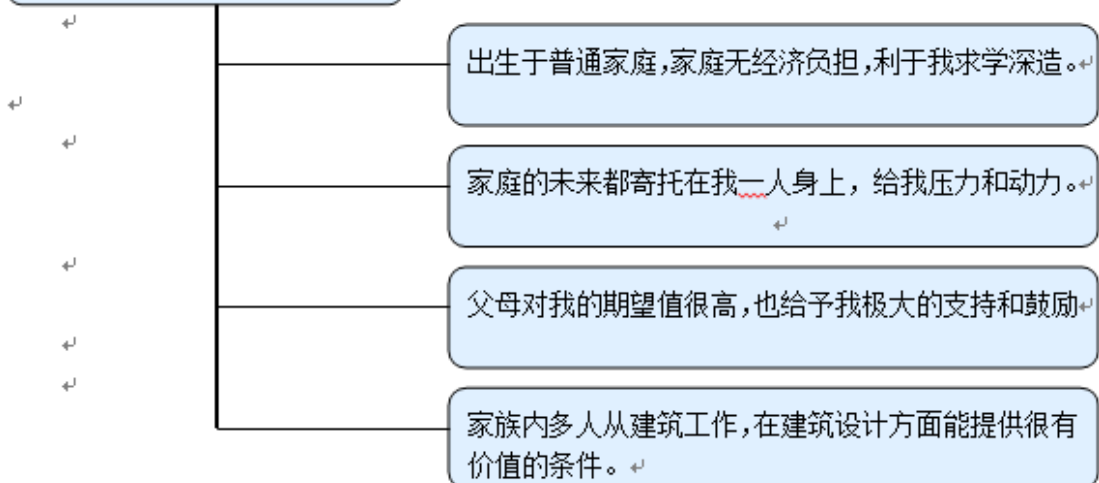 出生于普通家庭,家庭无经济负担,利于我求学深造。
家庭的未来都寄托在我一人身上，给我压力和动力。
父母对我的期望值很高,也给予我极大的支持和鼓励
家族内多人从建筑工作,在建筑设计方面能提供很有
价值的条件。